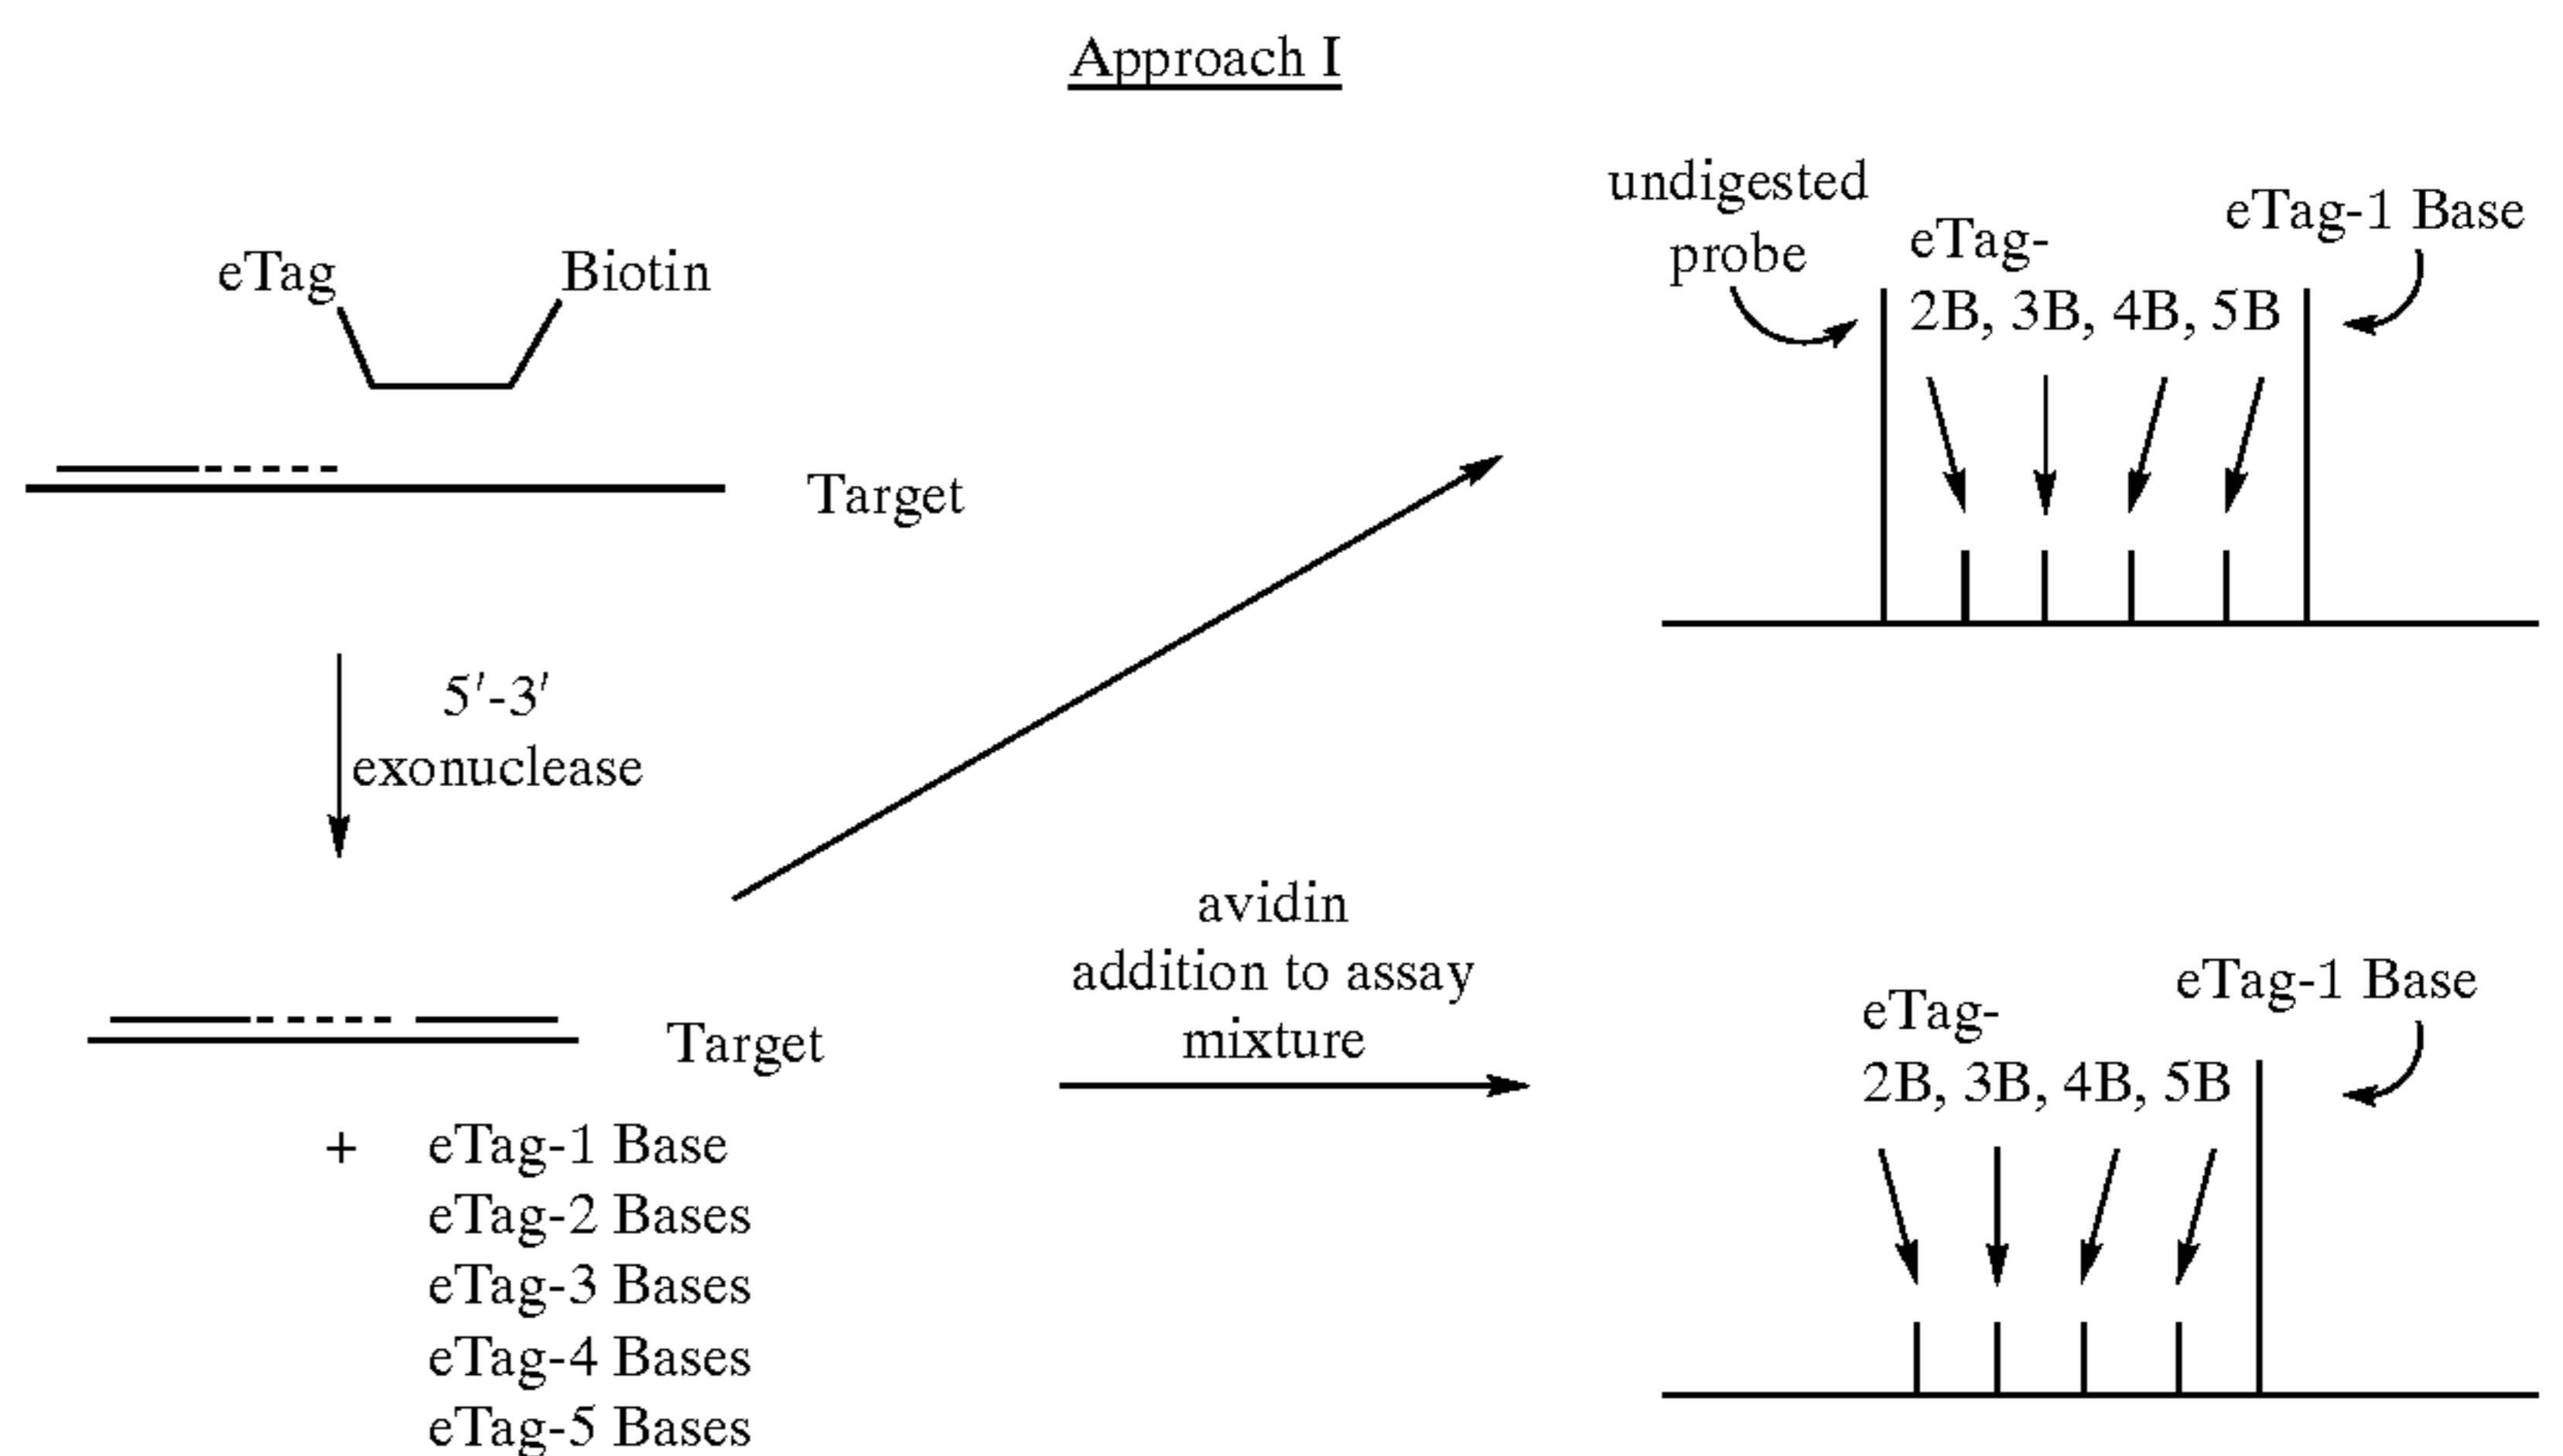 Approach I
eTag
Biotin
Target
5′-3′
exonuclease
Target
+ eTag-1 Base
eTag-2 Bases
eTag-3 Bases
eTag-4 Bases
eTag-5 Bases
undigested
probe
eTag-
2B, 3B, 4B, 5B
eTag-1 Base
avidin
addition to assay
mixture
eTag-
2B, 3B, 4B, 5B
eTag-1 Base